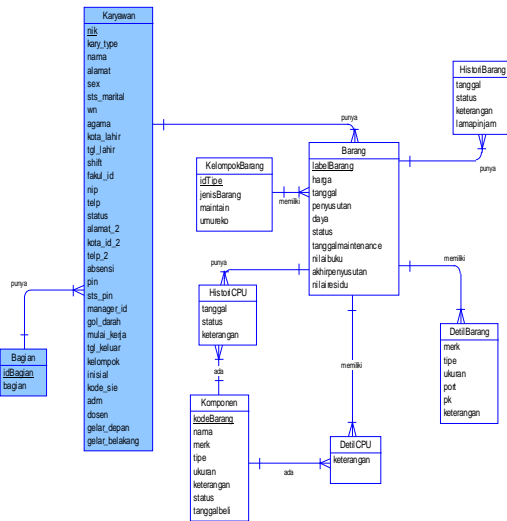 Karyawan
nik
kary_type
nama
alamat
sex
sts_marital
wn
agama
kota_lahir
tgl_lahir
shift
fakul_id
nip
telp
status
alamat_2
kota_id_2
telp_2
absensi
pin
sts_pin
manager_id
gol_darah
mulai_kerja
tgl_keluar
kelompok
inisial
kode_sie
adm
dosen
gelar_depan
gelar_belakang
punya
Bagian
idBagian
bagian
punya
KelompokBarang
idTipe
jenisBarang
maintain
umureko
memiliki
Barang
labelBarang
harga
tanggal
penyusutan
daya
status
tanggalmaintenance
nilaibuku
akhirpenyusutan
nilairesidu
HistoriBarang
tanggal
status
keterangan
lamapinjam
punya
punya
HistoriCPU
tanggal
status
keterangan
ada
Komponen
kodeBarang
nama
merk
tipe
ukuran
keterangan
status
tanggalbeli
ada
memiliki
DetilCPU
keterangan
memiliki
DetilBarang
merk
tipe
ukuran
port
pk
keterangan